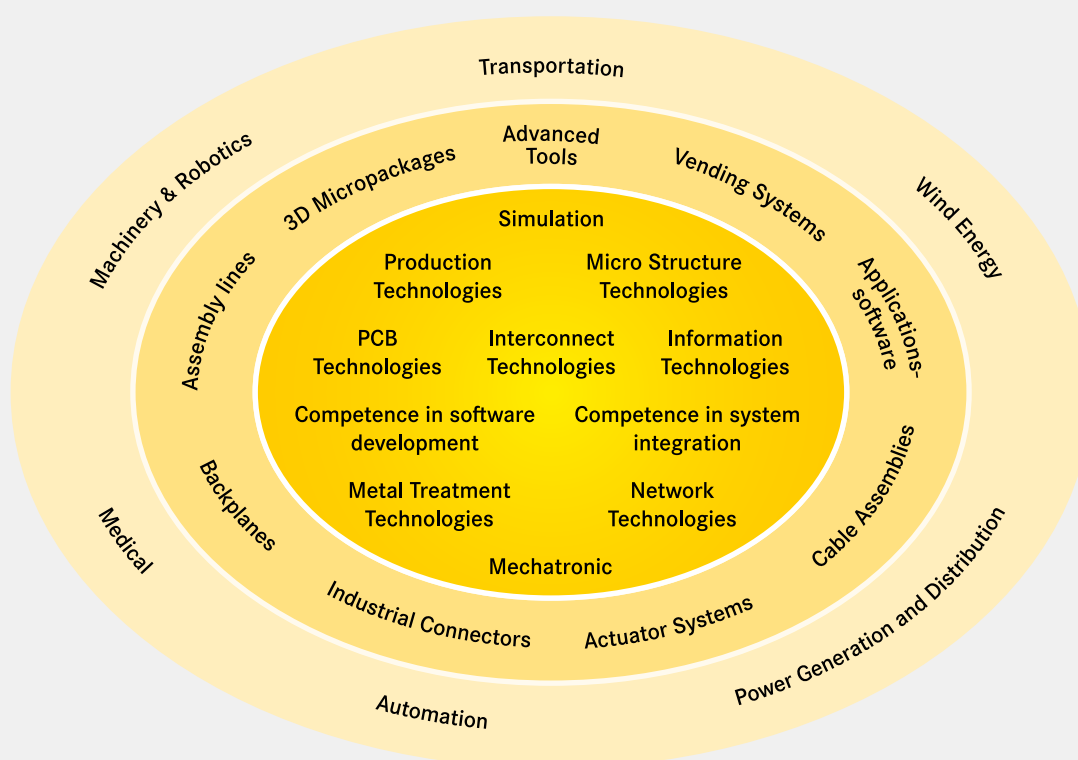 Transportation
Machinery & Robotics
Wind Energy
Medical
Power Generation and Distribution
Automation
Advanced
Tools
3D Micropackages
Vending Systems
Assembly lines
Applications-
software
Backplanes
Cable Assemblies
Industrial Connectors
Actuator Systems
Simulation
Production
Technologies
Micro Structure
Technologies
PCB
Technologies
Interconnect
Technologies
Information
Technologies
Competence in software
development
Competence in system
integration
Metal Treatment
Technologies
Network
Technologies
Mechatronic